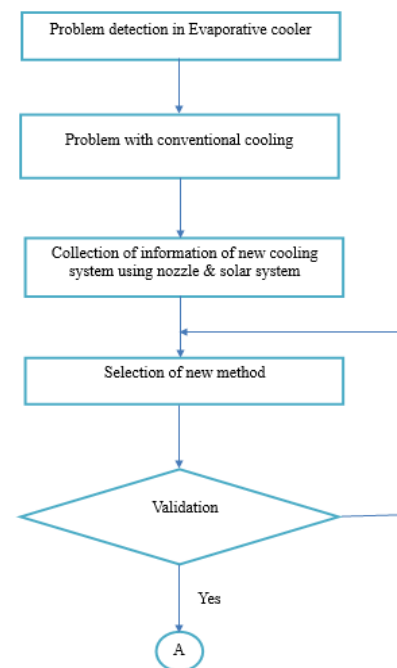 Problem detection in Evaporative cooler
Problem with conventional cooling
Collection of information of new cooling
system using nozzle & solar system
Selection of new method
Validation
Yes
A